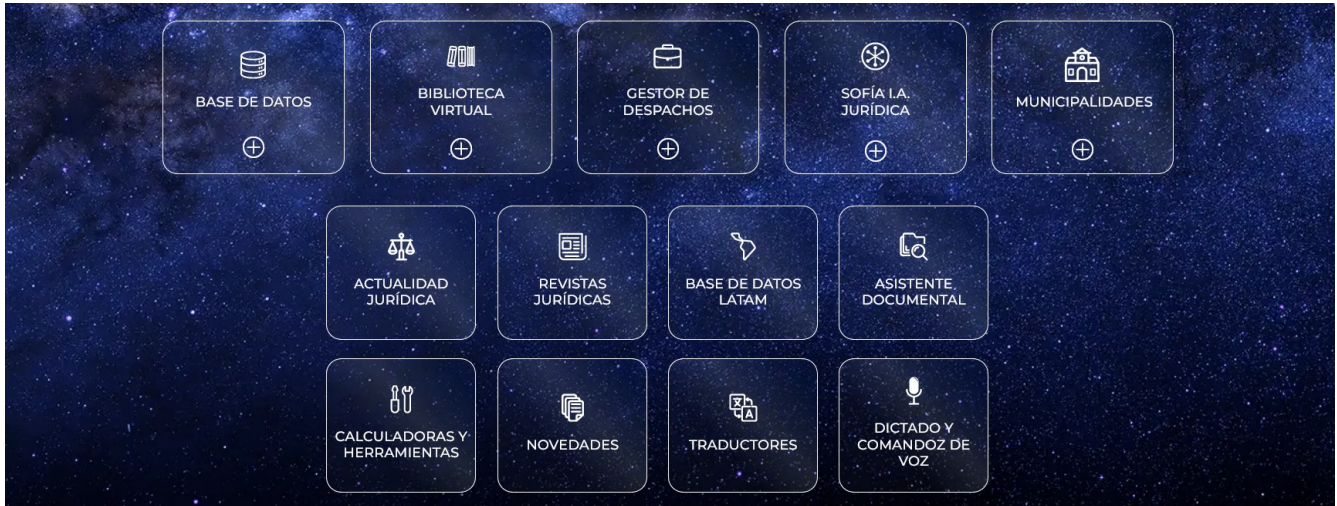 BASE DE DATOS
BIBLIOTECA
VIRTUAL
GESTOR DE
DESPACHOS
SOFÍA I.A.
JURÍDICA
MUNICIPALIDADES
ACTUALIDAD
JURÍDICA
REVISTAS
JURÍDICAS
BASE DE DATOS
LATAM
ASISTENTE
DOCUMENTAL
CALCULADORAS Y
HERRAMIENTAS
NOVEDADES
TRADUCTORES
DICTADO Y
COMANDOZ DE
VOZ